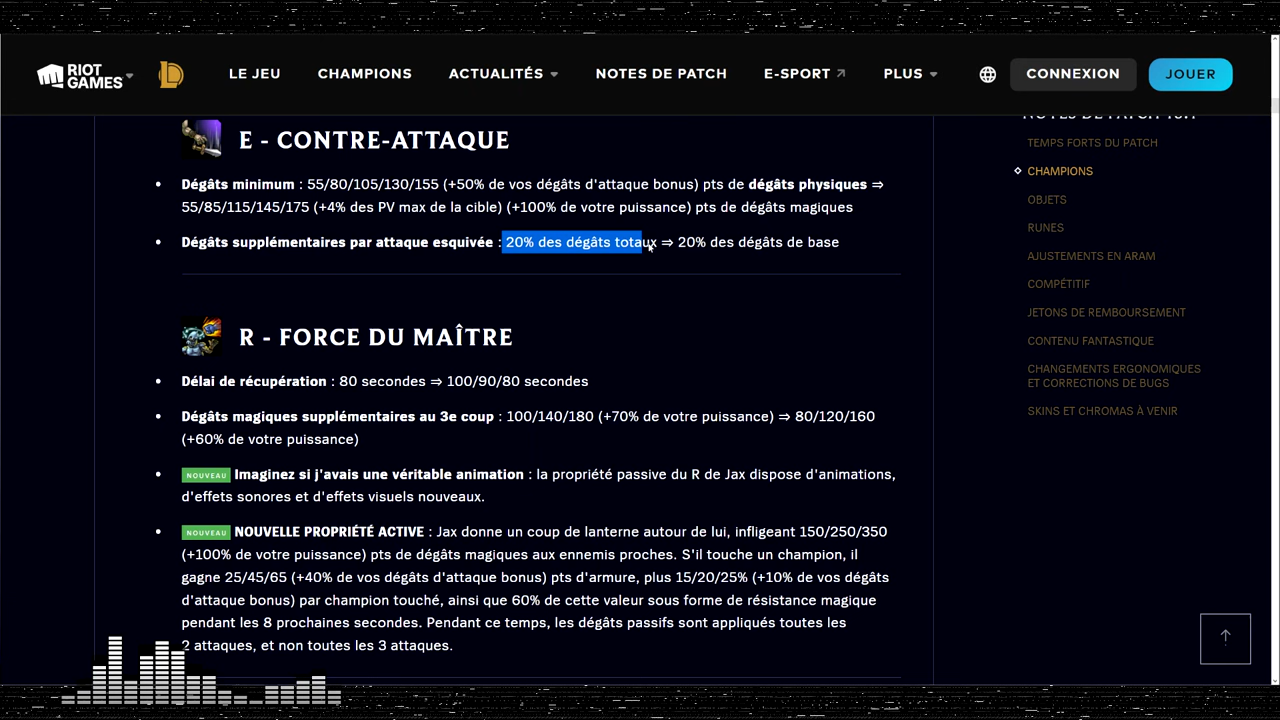 RIOT GAMES
LE JEU
CHAMPIONS
ACTUALITÉS
NOTES DE PATCH
E-SPORT
PLUS
CONNEXION
JOUER
E - CONTRE-ATTAQUE
• Dégâts minimum : 55/80/105/130/155 (+50% de vos dégâts d'attaque bonus) pts de dégâts physiques ⇒
55/85/115/145/175 (+4% des PV max de la cible) (+100% de votre puissance) pts de dégâts magiques
• Dégâts supplémentaires par attaque esquivée : 20% des dégâts totaux ⇒ 20% des dégâts de base
R - FORCE DU MAÎTRE
• Délai de récupération : 80 secondes ⇒ 100/90/80 secondes
• Dégâts magiques supplémentaires au 3e coup : 100/140/180 (+70% de votre puissance) ⇒ 80/120/160
(+60% de votre puissance)
• NOUVEAU Imaginez si j'avais une véritable animation : la propriété passive du R de Jax dispose d'animations,
d'effets sonores et d'effets visuels nouveaux.
• NOUVEAU NOUVELLE PROPRIÉTÉ ACTIVE : Jax donne un coup de lanterne autour de lui, infligeant 150/250/350
(+100% de votre puissance) pts de dégâts magiques aux ennemis proches. S'il touche un champion, il
gagne 25/45/65 (+40% de vos dégâts d'attaque bonus) pts d'armure, plus 15/20/25% (+10% de vos dégâts
d'attaque bonus) par champion touché, ainsi que 60% de cette valeur sous forme de résistance magique
pendant les 8 prochaines secondes. Pendant ce temps, les dégâts passifs sont appliqués toutes les
2 attaques, et non toutes les 3 attaques.
TEMPS FORTS DU PATCH
CHAMPIONS
OBJETS
RUNES
AJUSTEMENTS EN ARAM
COMPÉTITIF
JETONS DE REMBOURSEMENT
CONTENU FANTASTIQUE
CHANGEMENTS ERGONOMIQUES
ET CORRECTIONS DE BUGS
SKINS ET CHROMAS À VENIR